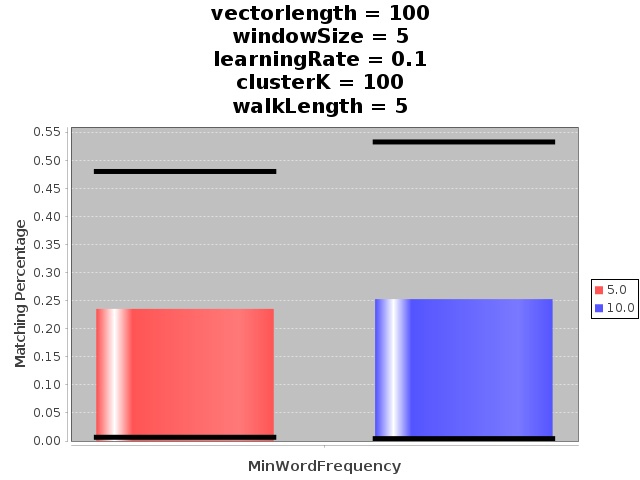 vectorlength = 100
windowSize = 5
learningRate = 0.1
clusterK = 100
walkLength = 5
0.55
0.50
0.45
0.40
0.35
0.30
0.25
0.20
0.15
0.10
0.05
0.00
Matching Percentage
MinWordFrequency
5.0
10.0